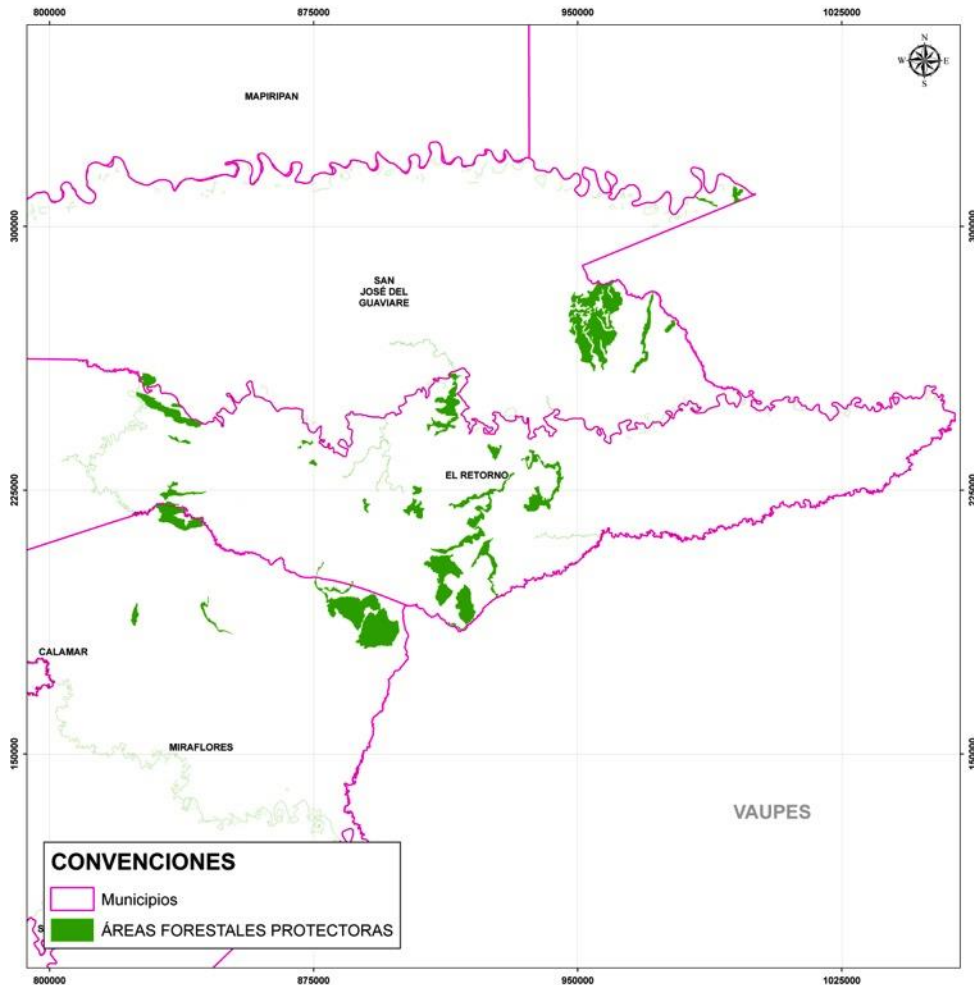 800000
875000
950000
1025000
N
W
E
S
MAPIRIPAN
300000
300000
SAN
JOSÉ DEL
GUAVIARE
EL RETORNO
225000
CALAMAR
MIRAFLORES
150000
150000
VAUPES
CONVENCIONES
Municipios
ÁREAS FORESTALES PROTECTORAS
S
800000
875000
950000
1025000